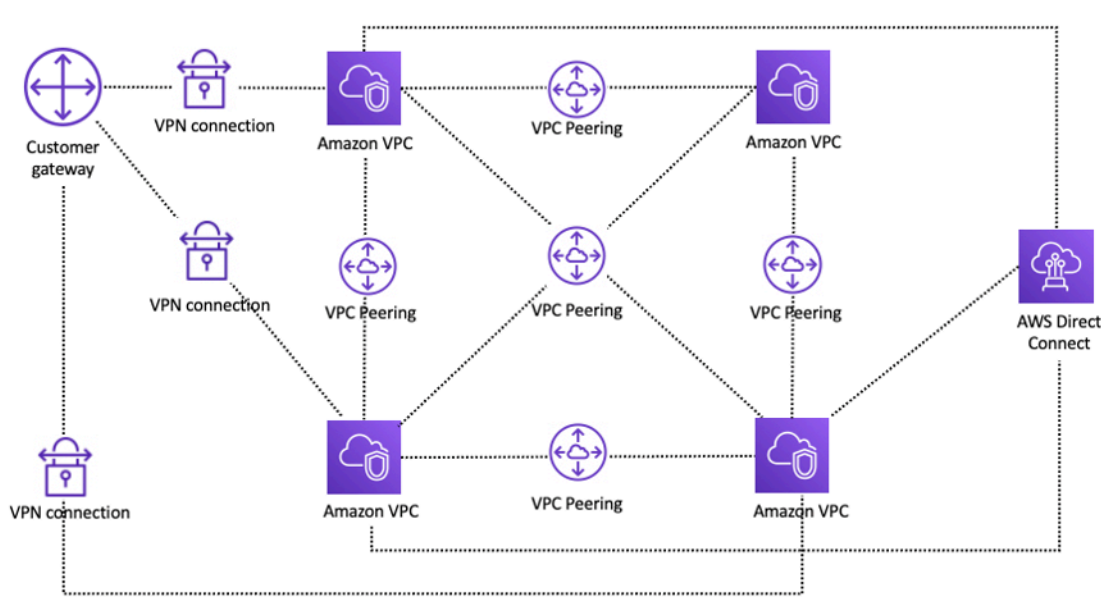 VPN connection
VPC Peering
Amazon VPC
Amazon VPC
Customer
gateway
VPN connection
VPC Peering
VPC Peering
VPC Peering
AWS Direct
Connect
VPN connection
Amazon VPC
VPC Peering
Amazon VPC